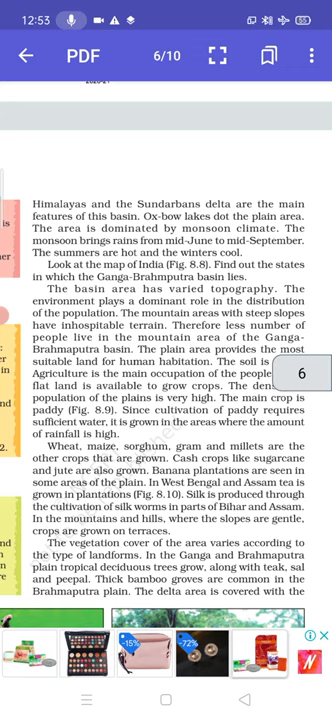 12:53
55
PDF
6/10
2020-21
Himalayas and the Sundarbans delta are the main
features of this basin. Ox-bow lakes dot the plain area.
The area is dominated by monsoon climate. The
monsoon brings rains from mid-June to mid-September.
The summers are hot and the winters cool.
Look at the map of India (Fig. 8.8). Find out the states
in which the Ganga-Brahmputra basin lies.
The basin area has varied topography. The
environment plays a dominant role in the distribution
of the population. The mountain areas with steep slopes
have inhospitable terrain. Therefore less number of
people live in the mountain area of the Ganga-
Brahmaputra basin. The plain area provides the most
suitable land for human habitation. The soil is
Agriculture is the main occupation of the people
flat land is available to grow crops. The
population of the plains is very high. The main crop is
paddy (Fig. 8.9). Since cultivation of paddy requires
sufficient water, it is grown in the areas where the amount
of rainfall is high.
Wheat, maize, sorghum, gram and millets are the
other crops that are grown. Cash crops like sugarcane
and jute are also grown. Banana plantations are seen in
some areas of the plain. In West Bengal and Assam tea is
grown in plantations (Fig. 8.10). Silk is produced through
the cultivation of silk worms in parts of Bihar and Assam.
In the mountains and hills, where the slopes are gentle,
crops are grown on terraces.
The vegetation cover of the area varies according to
the type of landforms. In the Ganga and Brahmaputra
plain tropical deciduous trees grow, along with teak, sal
and peepal. Thick bamboo groves are common in the
Brahmaputra plain. The delta area is covered with the
6
is
er
in
nd
2.
nd
n
re
-15%
-72%
N